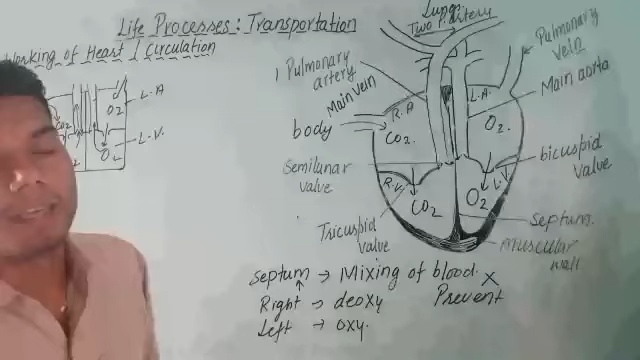 Life Processes: Transportation
Working of Heart / Circulation
Lungs
Two P. artery
Pulmonary
vein
Pulmonary
artery
Main vein
R.A
L.A
Main aorta
O2
L.A
CO2
O2
L.V.
body
CO2.
O2.
Semilunar
valve
bicuspid
valve
R.V.
L.V
CO2
O2
Tricuspid
valve
Septum.
muscular
wall
Septum → Mixing of blood. X
Right → deoxy
Prevent
Left → oxy.